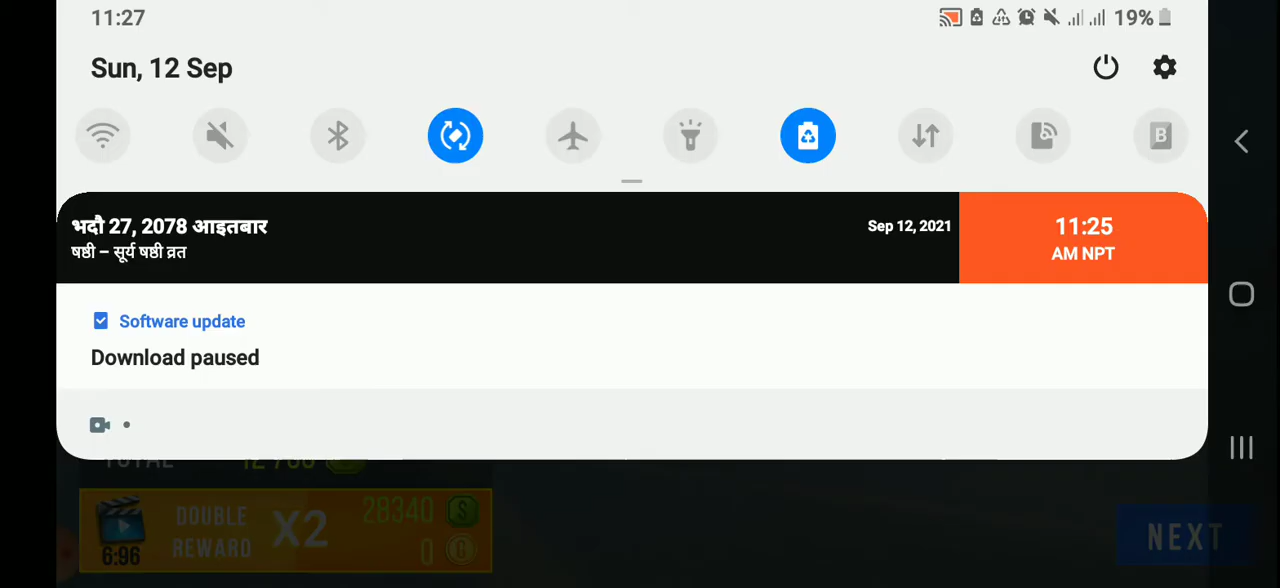 11:27
19%
Sun, 12 Sep
B
भदौ 27, 2078 आइतबार
Sep 12, 2021
11:25
षष्ठी – सूर्य षष्ठी व्रत
AM NPT
Software update
Download paused
TOTAL
DOUBLE
REWARD
X2
28340
0
6:96
NEXT